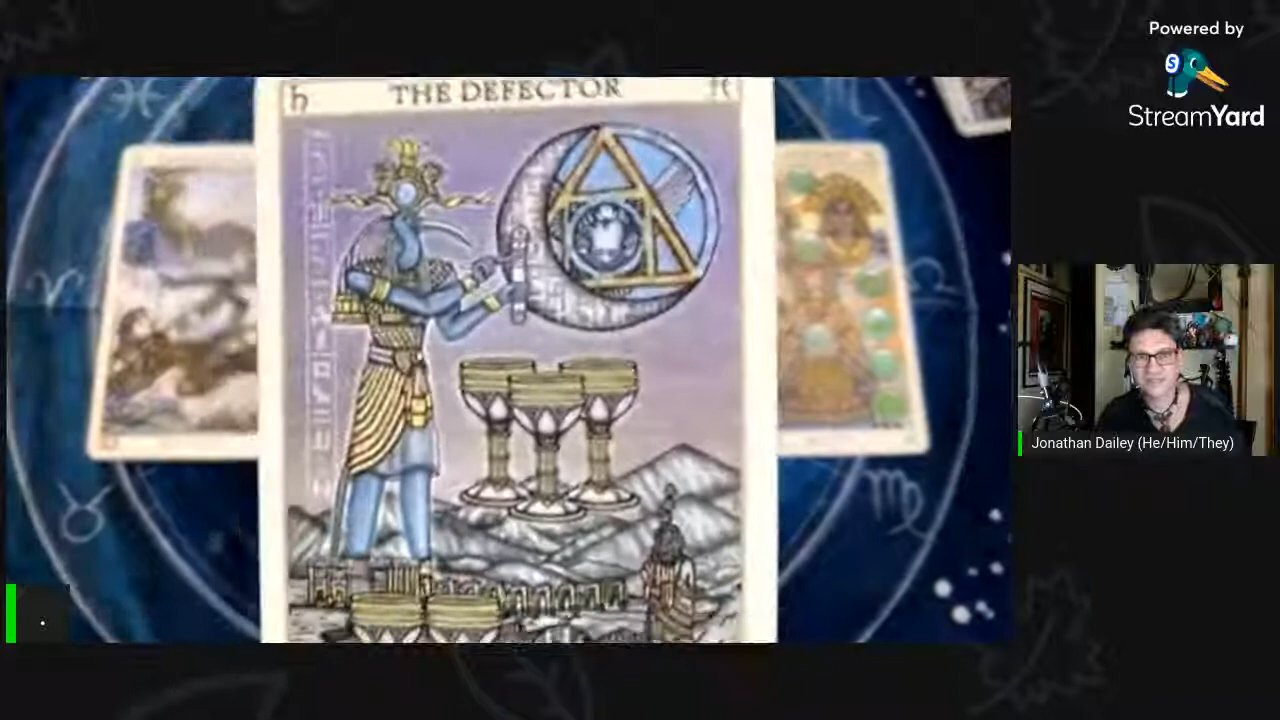 Powered by
StreamYard
♄ THE DEFECTOR ♓
♓
♏
♈
♎
♉
♍
Jonathan Dailey (He/Him/They)